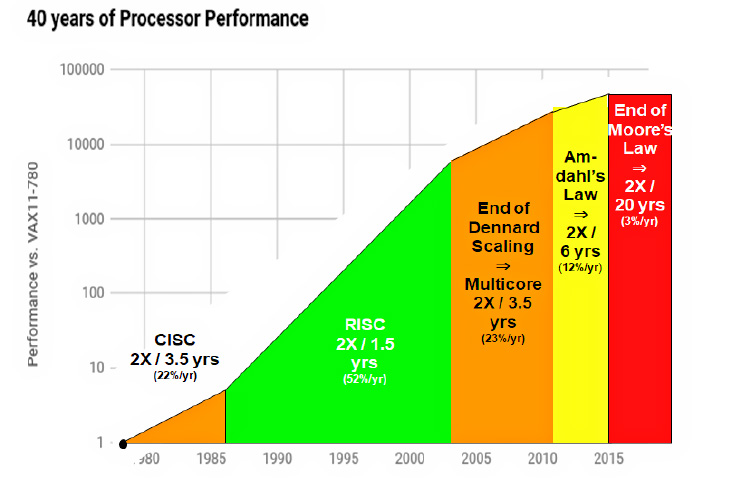 40 years of Processor Performance
100000
10000
1000
100
10
1
Performance vs. VAX11-780
CISC
2X / 3.5 yrs
(22%/yr)
RISC
2X / 1.5
yrs
(52%/yr)
End of
Dennard
Scaling
⇒
Multicore
2X / 3.5
yrs
(23%/yr)
Am-
dahl's
Law
⇒
2X /
6 yrs
(12%/yr)
End of
Moore's
Law
⇒
2X /
20 yrs
(3%/yr)
980 1985 1990 1995 2000 2005 2010 2015